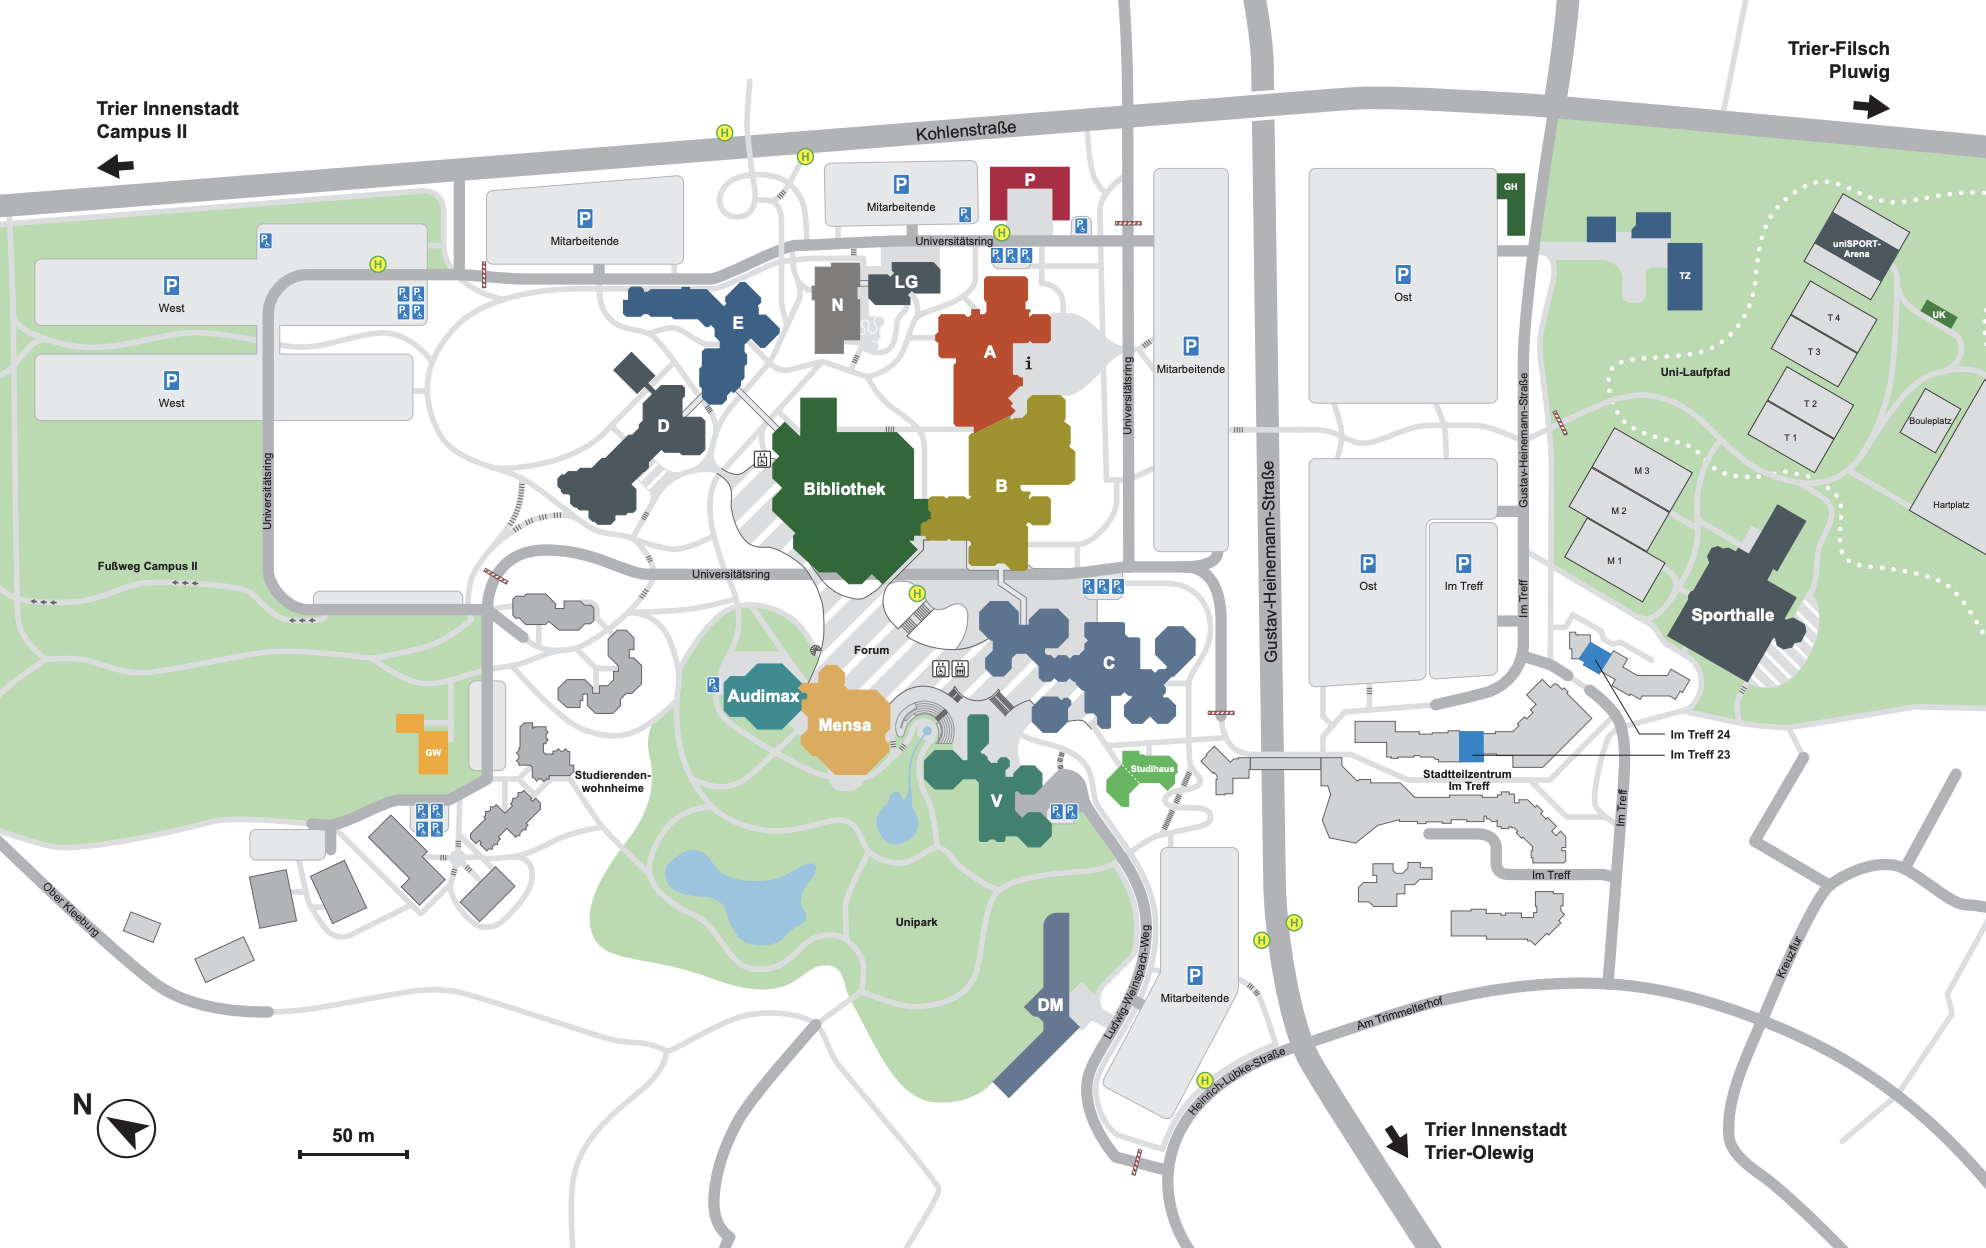 Trier Innenstadt
Campus II
Trier-Filsch
Pluwig
Kohlenstraße
H
H
H
P
Mitarbeitende
P
Mitarbeitende
P
P
H
P
Universitätsring
P P P
P
P
West
P P
P P
P
West
E
N
LG
A
i
D
Bibliothek
B
P
Mitarbeitende
Universitätsring
Universitätsring
Universitätsring
Gustav-Heinemann-Straße
P
Ost
P
Ost
P
Im Treff
Gustav-Heinemann-Straße
Im Treff
GH
TZ
uniSPORT-
Arena
UK
T 4
T 3
T 2
T 1
Uni-Laufpfad
Bouleplatz
Hartplatz
M 3
M 2
M 1
Sporthalle
Fußweg Campus II
H
P P P
Forum
C
P
Audimax
Mensa
V
P P
Studihaus
GW
Studierenden-
wohnheime
P P
P P
Im Treff 24
Im Treff 23
Stadtteilzentrum
Im Treff
Im Treff
Im Treff
Ober Kleeburg
Unipark
DM
Ludwig-Weinspach-Weg
P
Mitarbeitende
H
H
H
Heinrich-Lübke-Straße
Am Trimmelterhof
Kreuzflur
N
50 m
Trier Innenstadt
Trier-Olewig